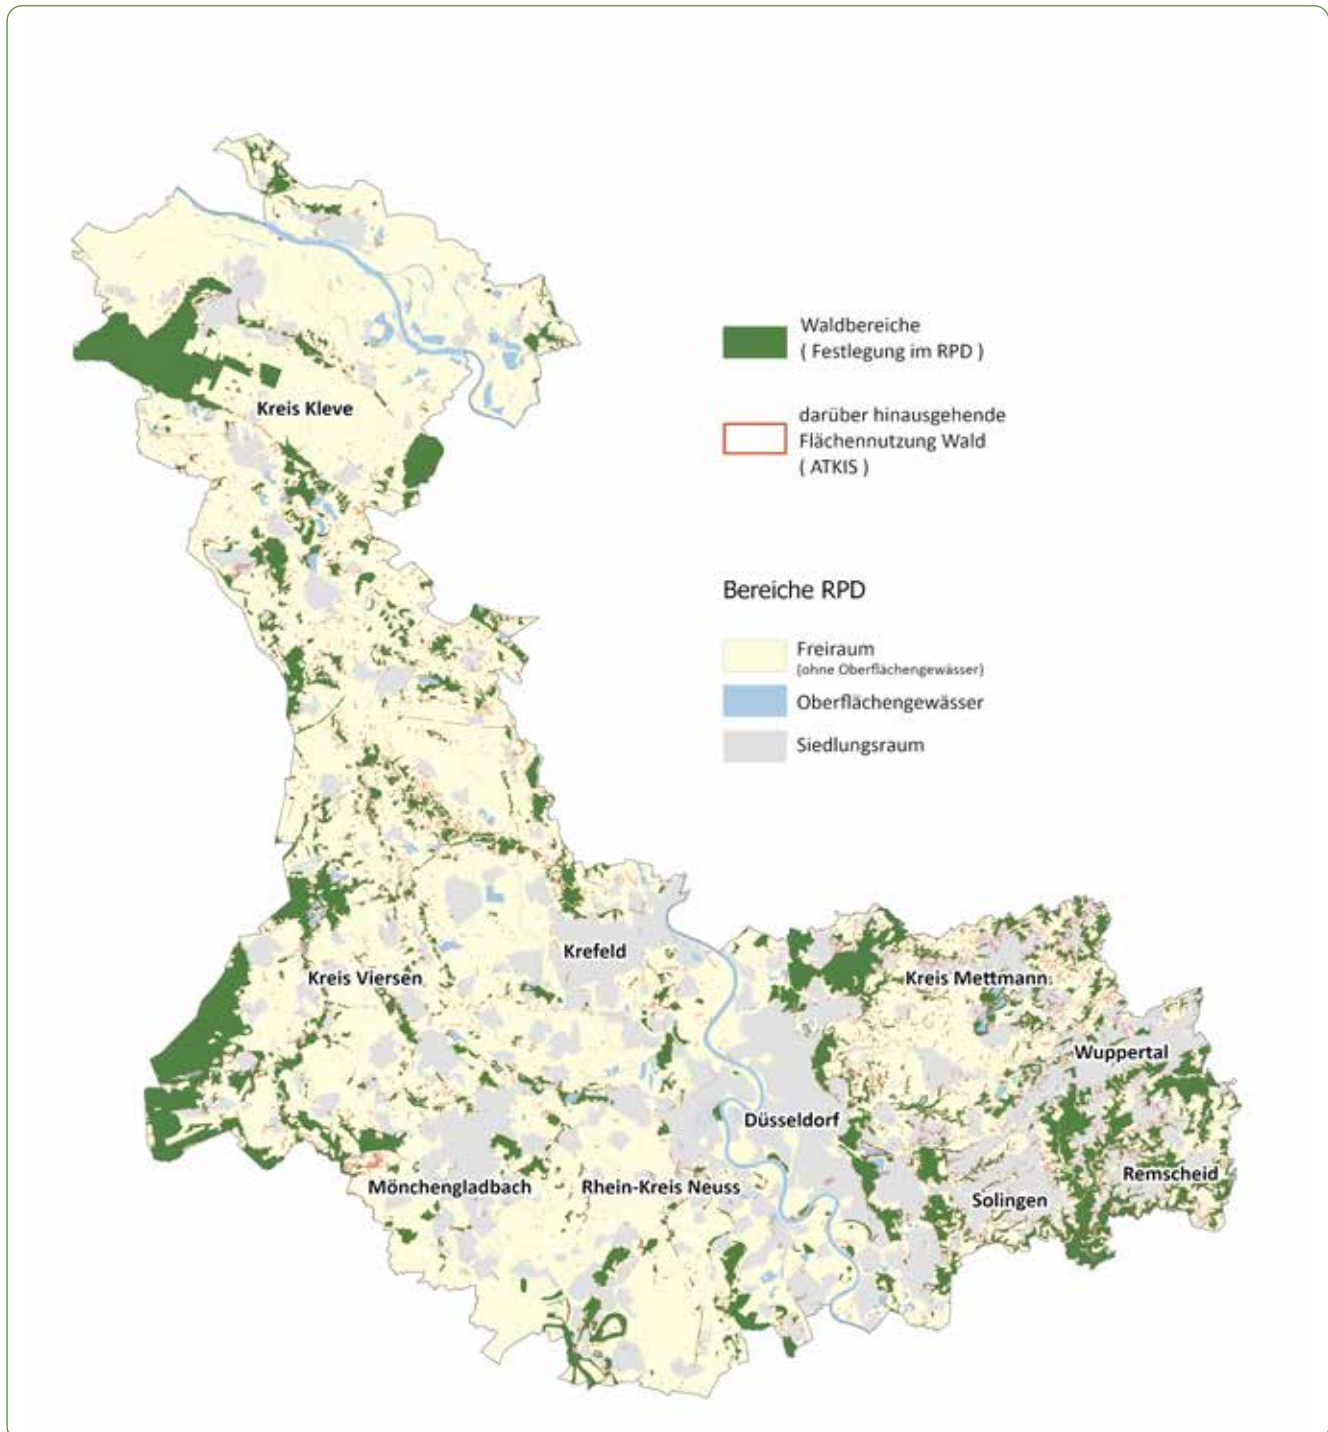 Waldbereiche
( Festlegung im RPD )
darüber hinausgehende
Flächennutzung Wald
( ATKIS )
Bereiche RPD
Freiraum
(ohne Oberflächengewässer)
Oberflächengewässer
Siedlungsraum
Kreis Kleve
Krefeld
Kreis Viersen
Kreis Mettmann
Wuppertal
Düsseldorf
Mönchengladbach
Rhein-Kreis Neuss
Solingen
Remscheid